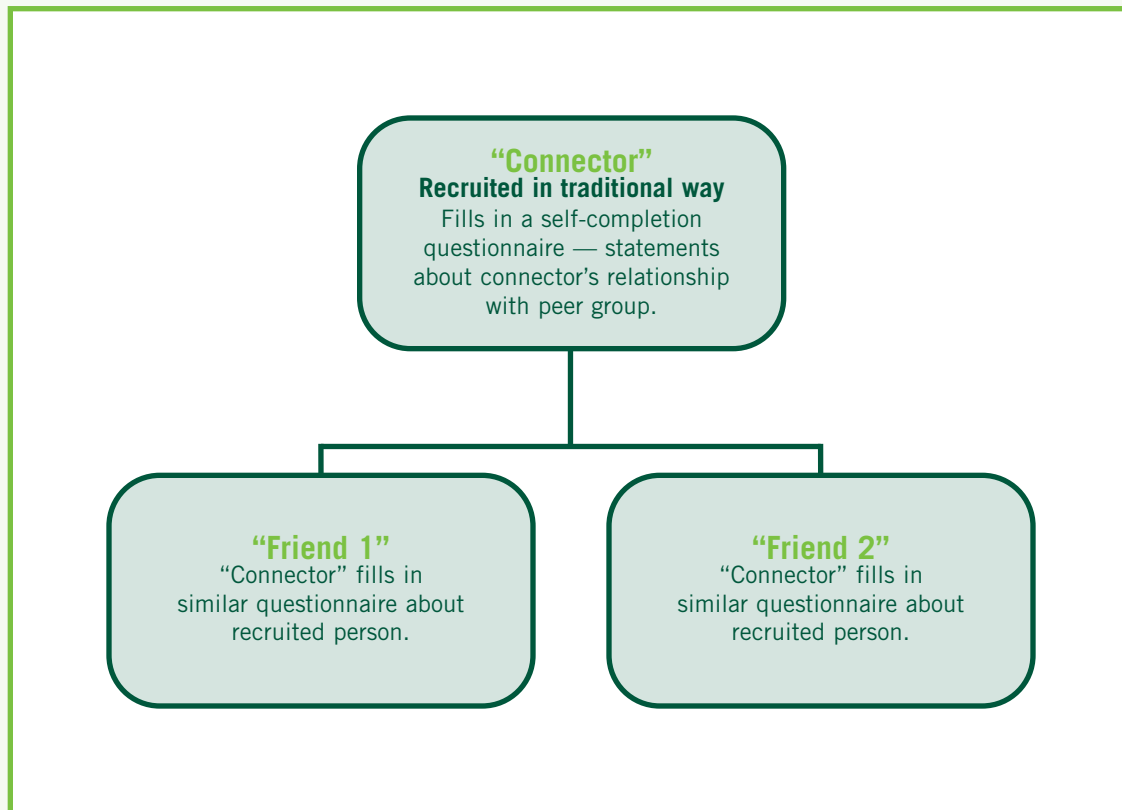 “Connector”
Recruited in traditional way
Fills in a self-completion
questionnaire — statements
about connector’s relationship
with peer group.
“Friend 1”
“Connector” fills in
similar questionnaire about
recruited person.
“Friend 2”
“Connector” fills in
similar questionnaire about
recruited person.